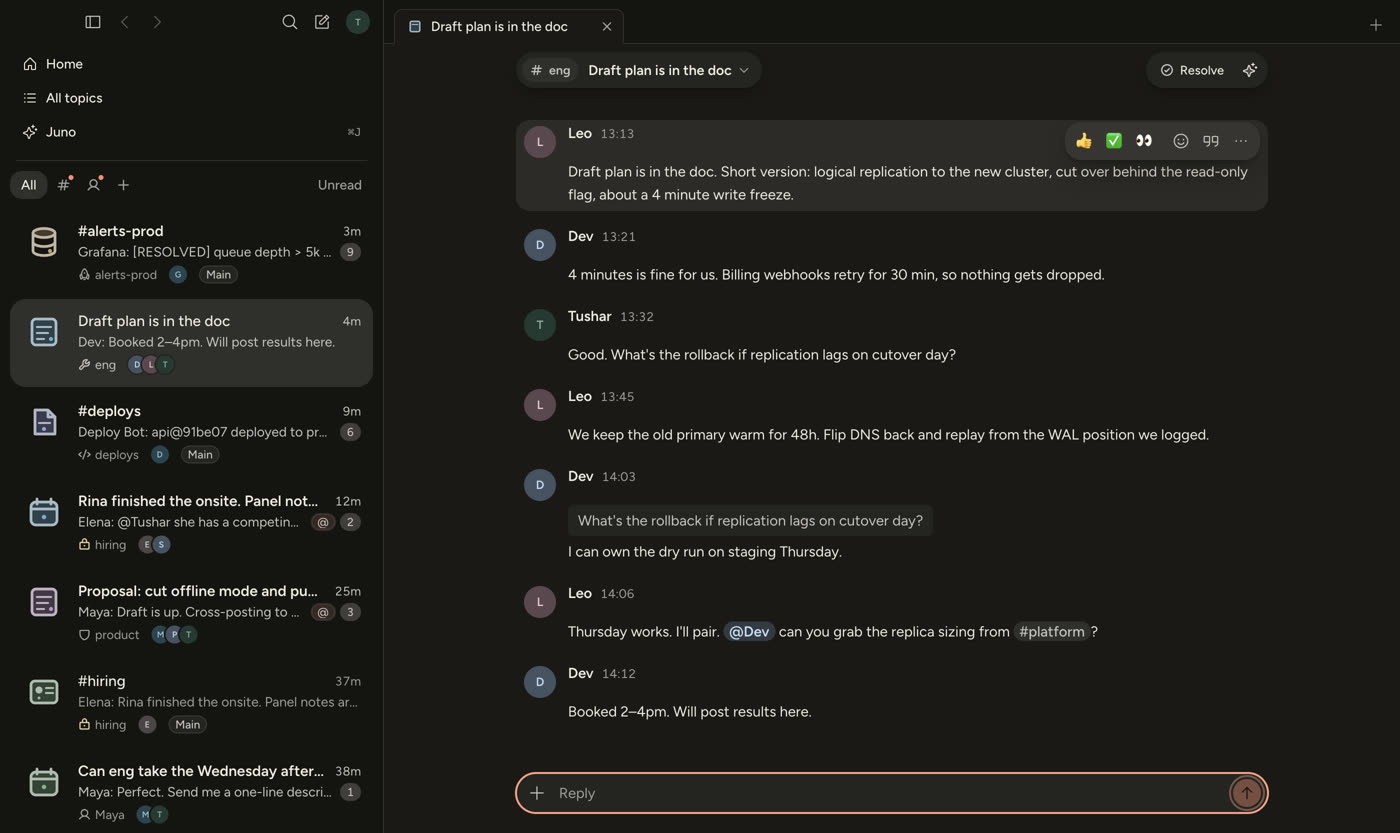 T
Draft plan is in the doc
Home
All topics
Juno ⌘J
All # Unread
#alerts-prod 3m
Grafana: [RESOLVED] queue depth > 5k ... 9
alerts-prod G Main
Draft plan is in the doc 4m
Dev: Booked 2–4pm. Will post results here.
eng D L T
#deploys 9m
Deploy Bot: api@91be07 deployed to pr... 6
deploys D Main
Rina finished the onsite. Panel not... 12m
Elena: @Tushar she has a competin... @ 2
hiring E S
Proposal: cut offline mode and pu... 25m
Maya: Draft is up. Cross-posting to ... @ 3
product M P T
#hiring 37m
Elena: Rina finished the onsite. Panel notes ar...
hiring E Main
Can eng take the Wednesday after... 38m
Maya: Perfect. Send me a one-line descri... 1
Maya M T
# eng Draft plan is in the doc
Resolve
L Leo 13:13
Draft plan is in the doc. Short version: logical replication to the new cluster, cut over behind the read-only
flag, about a 4 minute write freeze.
D Dev 13:21
4 minutes is fine for us. Billing webhooks retry for 30 min, so nothing gets dropped.
T Tushar 13:32
Good. What's the rollback if replication lags on cutover day?
L Leo 13:45
We keep the old primary warm for 48h. Flip DNS back and replay from the WAL position we logged.
D Dev 14:03
What's the rollback if replication lags on cutover day?
I can own the dry run on staging Thursday.
L Leo 14:06
Thursday works. I'll pair. @Dev can you grab the replica sizing from #platform ?
D Dev 14:12
Booked 2–4pm. Will post results here.
Reply